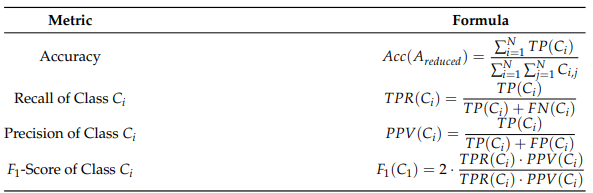 Metric Formula
Accuracy Acc(A_{reduced}) = \frac{\sum_{i=1}^{N} TP(C_i)}{\sum_{i=1}^{N} \sum_{j=1}^{N} C_{i,j}}
Recall of Class C_i TPR(C_i) = \frac{TP(C_i)}{TP(C_i) + FN(C_i)}
Precision of Class C_i PPV(C_i) = \frac{TP(C_i)}{TP(C_i) + FP(C_i)}
F_1-Score of Class C_i F_1(C_1) = 2 · \frac{TPR(C_i) · PPV(C_i)}{TPR(C_i) · PPV(C_i)}